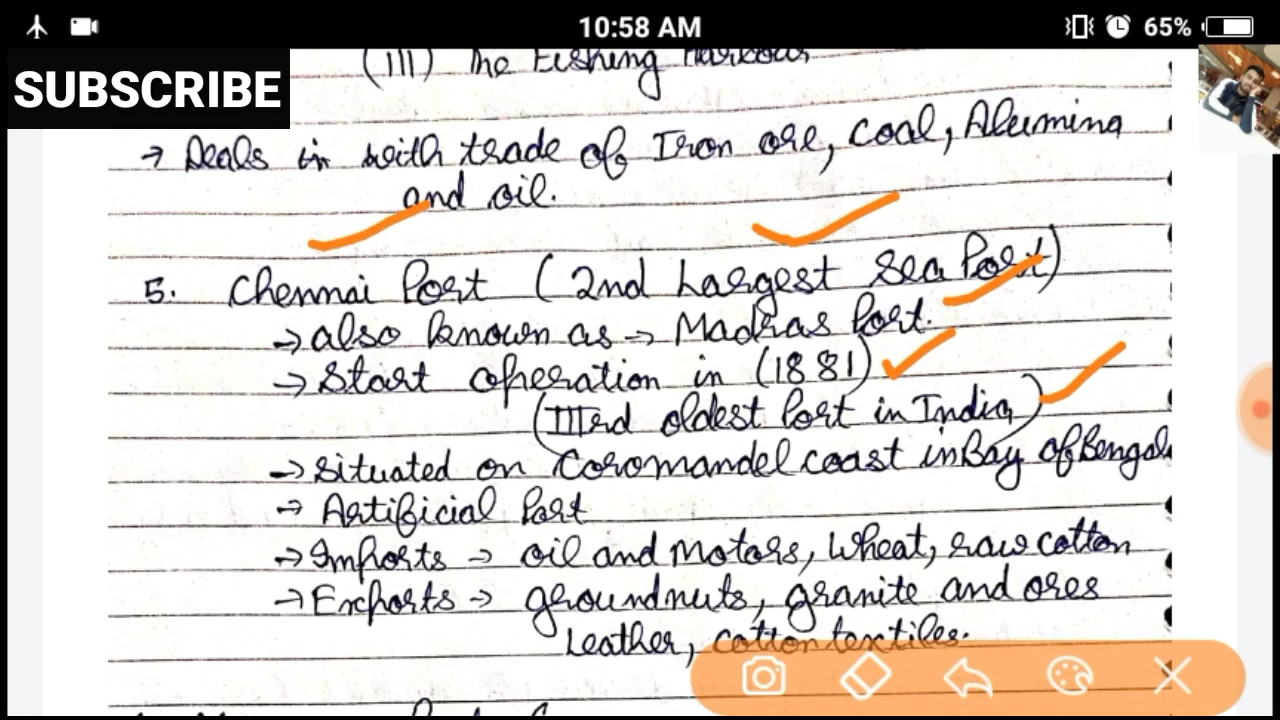 10:58 AM
65%
SUBSCRIBE
(III) The Fishing Harbour
→ Deals in with trade of Iron ore, coal, Alumina
and oil.
5. Chennai Port ( 2nd Largest Sea Port)
→ also known as → Madras Port.
→ Start operation in (1881)
(IIIrd oldest Port in India)
→ Situated on Coromandel coast in Bay of Bengal
→ Artificial Port
→ Imports → oil and Motors, Wheat, raw cotton
→ Exports → groundnuts, granite and ores
Leather, cotton textiles.